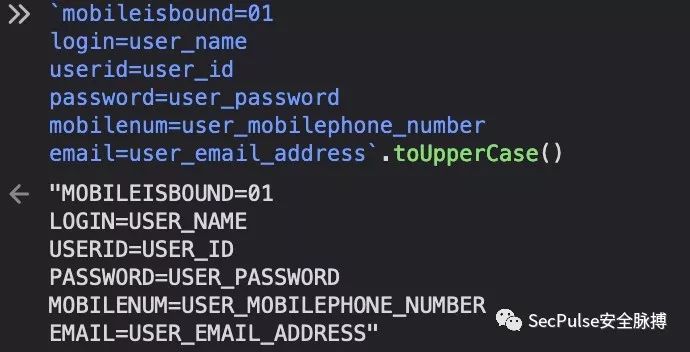 >> `mobileisbound=01
login=user_name
userid=user_id
password=user_password
mobilenum=user_mobilephone_number
email=user_email_address`.toUpperCase()
← "MOBILEISBOUND=01
LOGIN=USER_NAME
USERID=USER_ID
PASSWORD=USER_PASSWORD
MOBILENUM=USER_MOBILEPHONE_NUMBER
EMAIL=USER_EMAIL_ADDRESS"
SecPulse安全脉搏